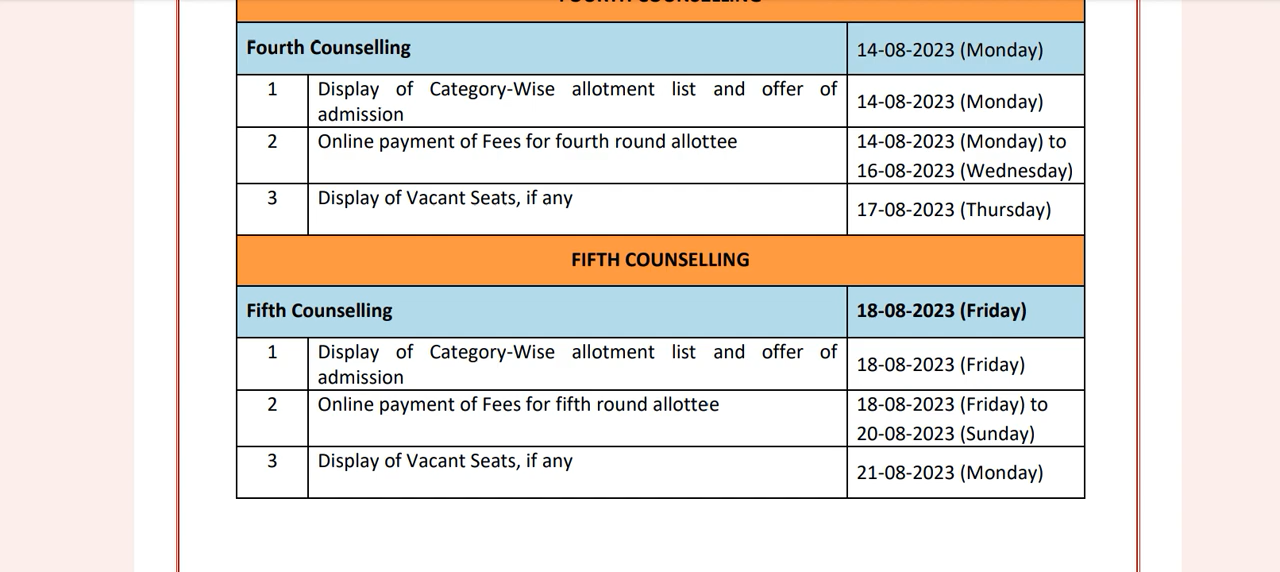 FOURTH COUNSELLING
Fourth Counselling 14-08-2023 (Monday)
1 Display of Category-Wise allotment list and offer of
admission 14-08-2023 (Monday)
2 Online payment of Fees for fourth round allottee 14-08-2023 (Monday) to
16-08-2023 (Wednesday)
3 Display of Vacant Seats, if any 17-08-2023 (Thursday)
FIFTH COUNSELLING
Fifth Counselling 18-08-2023 (Friday)
1 Display of Category-Wise allotment list and offer of
admission 18-08-2023 (Friday)
2 Online payment of Fees for fifth round allottee 18-08-2023 (Friday) to
20-08-2023 (Sunday)
3 Display of Vacant Seats, if any 21-08-2023 (Monday)